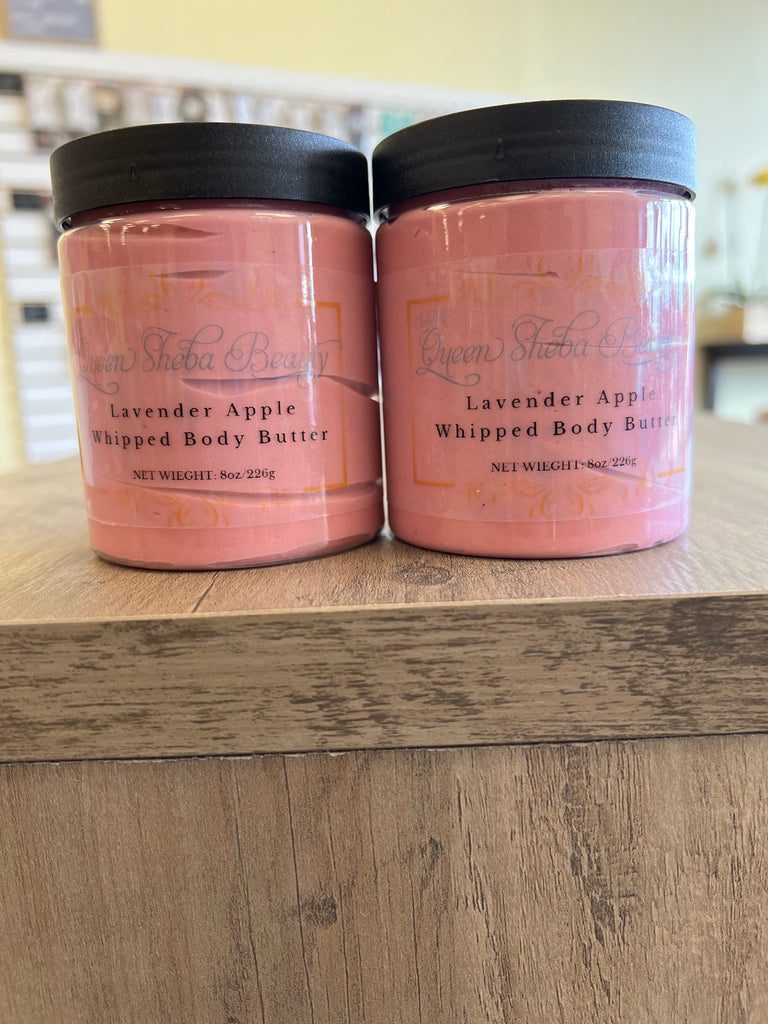 Queen Sheba Beauty
Lavender Apple
Whipped Body Butter
NET WIEGHT: 8oz/226g
Queen Sheba Beauty
Lavender Apple
Whipped Body Butter
NET WIEGHT: 8oz/226g